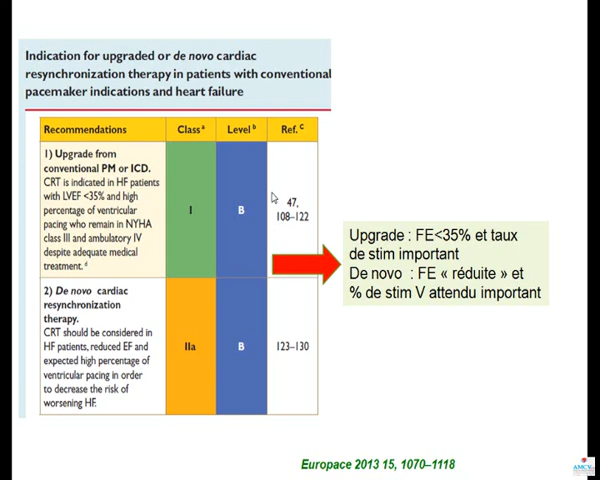 Indication for upgraded or de novo cardiac
resynchronization therapy in patients with conventional
pacemaker indications and heart failure
Recommendations Class a Level b Ref. C
1) Upgrade from
conventional PM or ICD.
CRT is indicated in HF patients
with LVEF <35% and high
percentage of ventricular
pacing who remain in NYHA
class III and ambulatory IV
despite adequate medical
treatment. d
I
B
47,
108–122
2) De novo cardiac
resynchronization
therapy.
CRT should be considered in
HF patients, reduced EF and
expected high percentage of
ventricular pacing in order
to decrease the risk of
worsening HF.
IIa
B
123–130
Upgrade : FE<35% et taux
de stim important
De novo : FE « réduite » et
% de stim V attendu important
Europace 2013 15, 1070–1118
AMCV